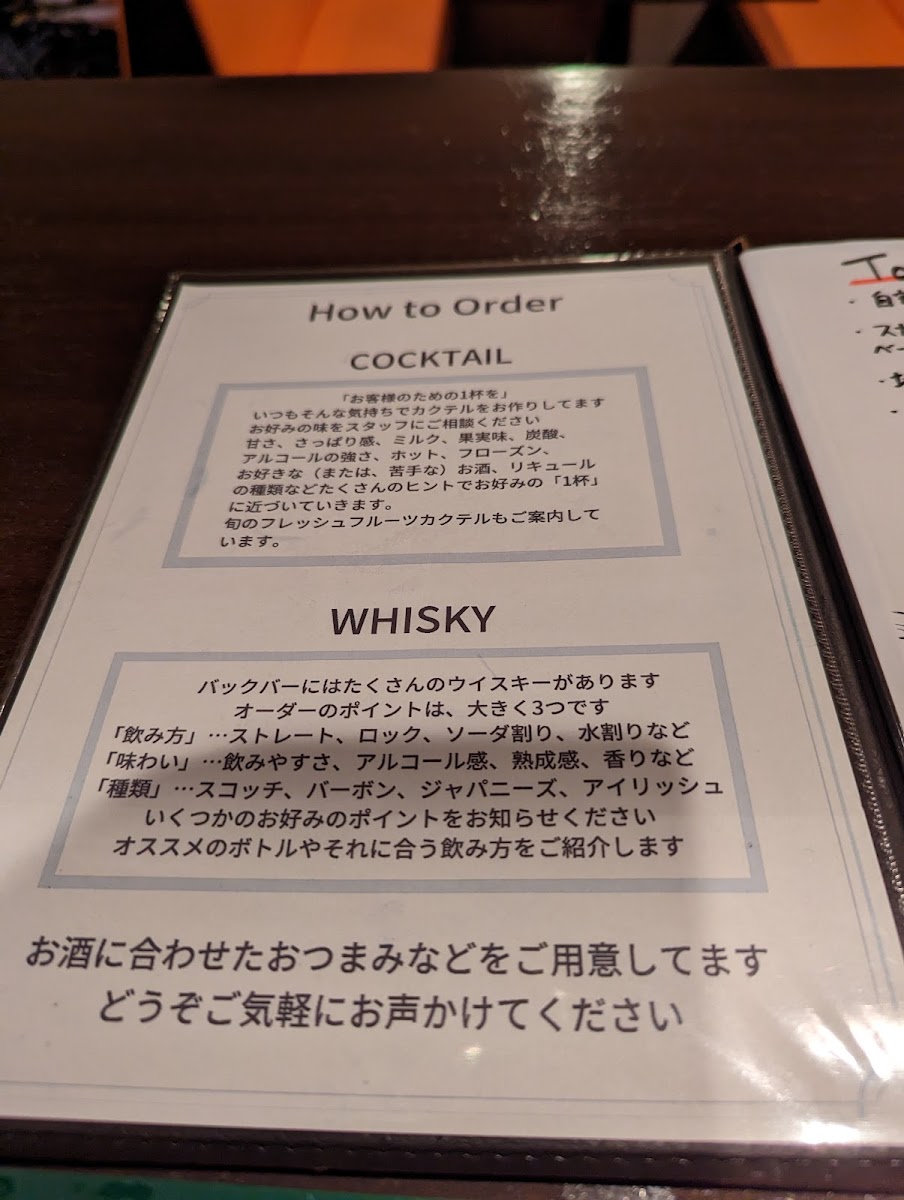 How to Order
COCKTAIL
「お客様のための1杯を」
いつもそんな気持ちでカクテルをお作りしてます
お好みの味をスタッフにご相談ください
甘さ、さっぱり感、ミルク、果実味、炭酸、
アルコールの強さ、ホット、フローズン、
お好きな（または、苦手な）お酒、リキュール
の種類などたくさんのヒントでお好みの「1杯」
に近づいていきます。
旬のフレッシュフルーツカクテルもご案内して
います。
WHISKY
バックバーにはたくさんのウイスキーがあります
オーダーのポイントは、大きく3つです
「飲み方」…ストレート、ロック、ソーダ割り、水割りなど
「味わい」…飲みやすさ、アルコール感、熟成感、香りなど
「種類」…スコッチ、バーボン、ジャパニーズ、アイリッシュ
いくつかのお好みのポイントをお知らせください
オススメのボトルやそれに合う飲み方をご紹介します
お酒に合わせたおつまみなどをご用意してます
どうぞご気軽にお声かけてください